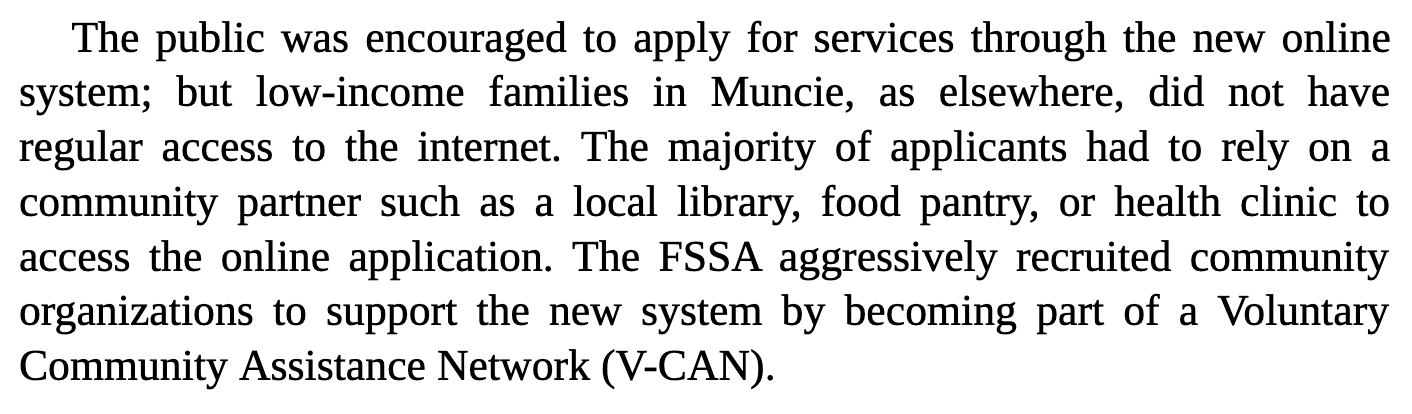 The public was encouraged to apply for services through the new online
system; but low-income families in Muncie, as elsewhere, did not have
regular access to the internet. The majority of applicants had to rely on a
community partner such as a local library, food pantry, or health clinic to
access the online application. The FSSA aggressively recruited community
organizations to support the new system by becoming part of a Voluntary
Community Assistance Network (V-CAN).